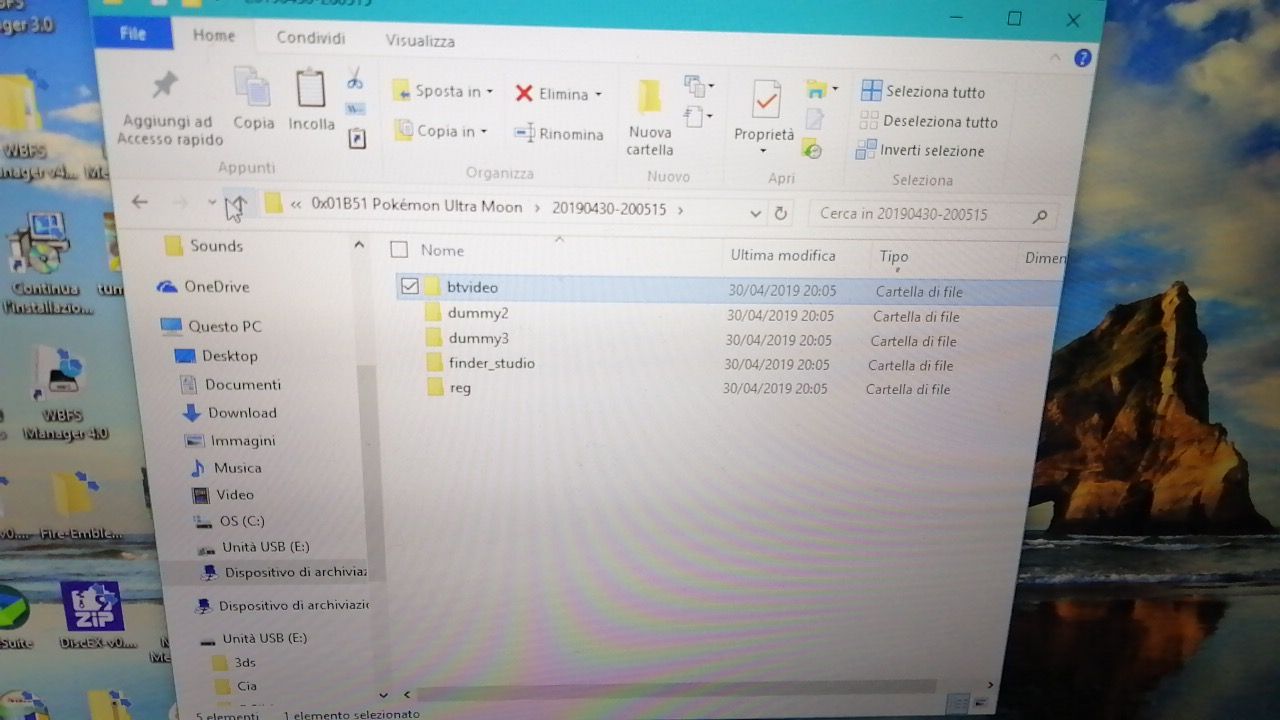 20190430-200515
ager 3.0
File Home Condividi Visualizza
Aggiungi ad
Accesso rapido
Copia
Incolla
Appunti
Sposta in
Copia in
Elimina
Rinomina
Organizza
Nuova
cartella
Nuovo
Proprietà
Apri
Seleziona tutto
Deseleziona tutto
Inverti selezione
Seleziona
« 0x01B51 Pokémon Ultra Moon › 20190430-200515 ›
Cerca in 20190430-200515
Nome Ultima modifica Tipo Dimen
btvideo 30/04/2019 20:05 Cartella di file
dummy2 30/04/2019 20:05 Cartella di file
dummy3 30/04/2019 20:05 Cartella di file
finder_studio 30/04/2019 20:05 Cartella di file
reg 30/04/2019 20:05 Cartella di file
Sounds
OneDrive
Questo PC
Desktop
Documenti
Download
Immagini
Musica
Video
OS (C:)
Unità USB (E:)
Dispositivo di archiviaz
Dispositivo di archiviazio
Unità USB (E:)
3ds
Cia
5 elementi 1 elemento selezionato
WBFS
anager v4...
Continua
l'installazio...
WBFS
Manager 4.0
Fire-Emble...
Suite
ZIP
DiscEX-v0....